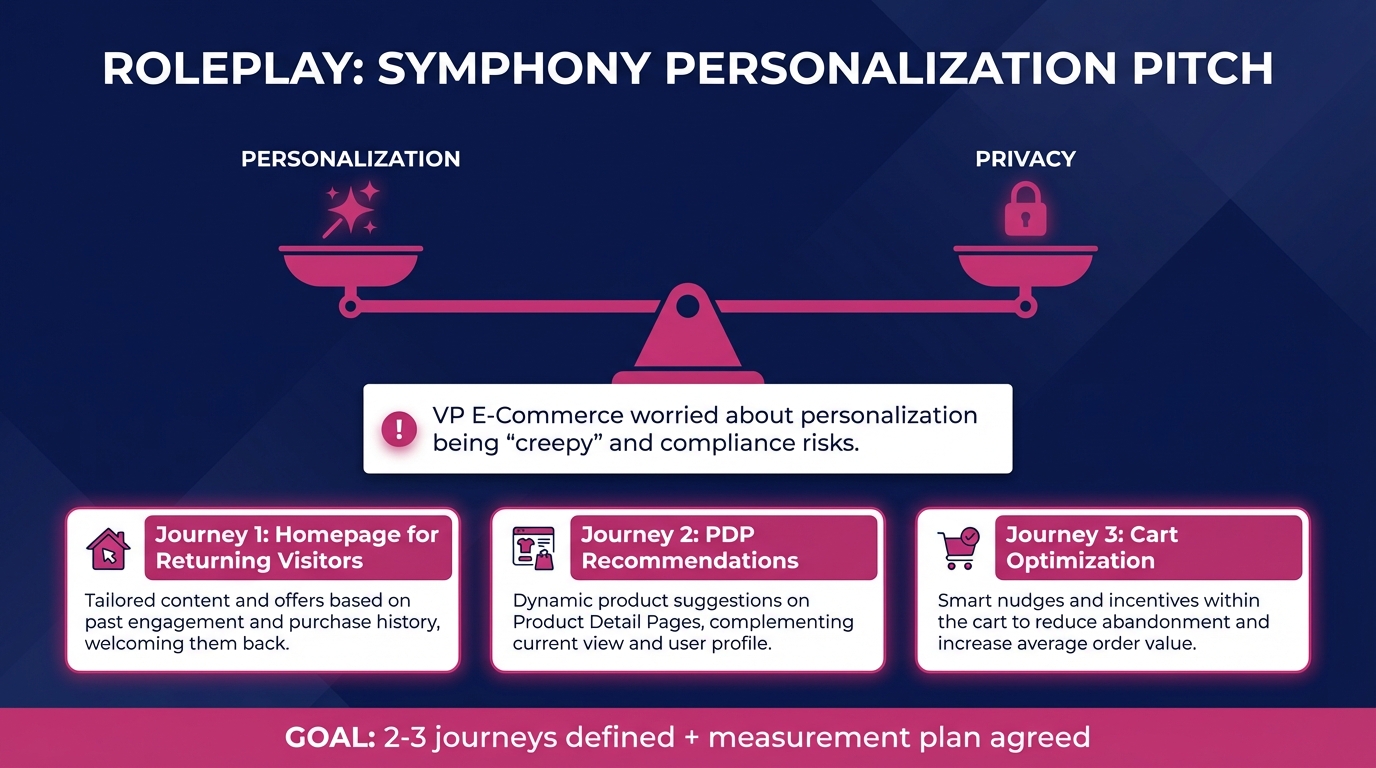 ROLEPLAY: SYMPHONY PERSONALIZATION PITCH
PERSONALIZATION
PRIVACY
! VP E-Commerce worried about personalization
being “creepy” and compliance risks.
Journey 1: Homepage for
Returning Visitors
Tailored content and offers based on
past engagement and purchase history,
welcoming them back.
Journey 2: PDP
Recommendations
Dynamic product suggestions on
Product Detail Pages, complementing
current view and user profile.
Journey 3: Cart
Optimization
Smart nudges and incentives within
the cart to reduce abandonment and
increase average order value.
GOAL: 2-3 journeys defined + measurement plan agreed